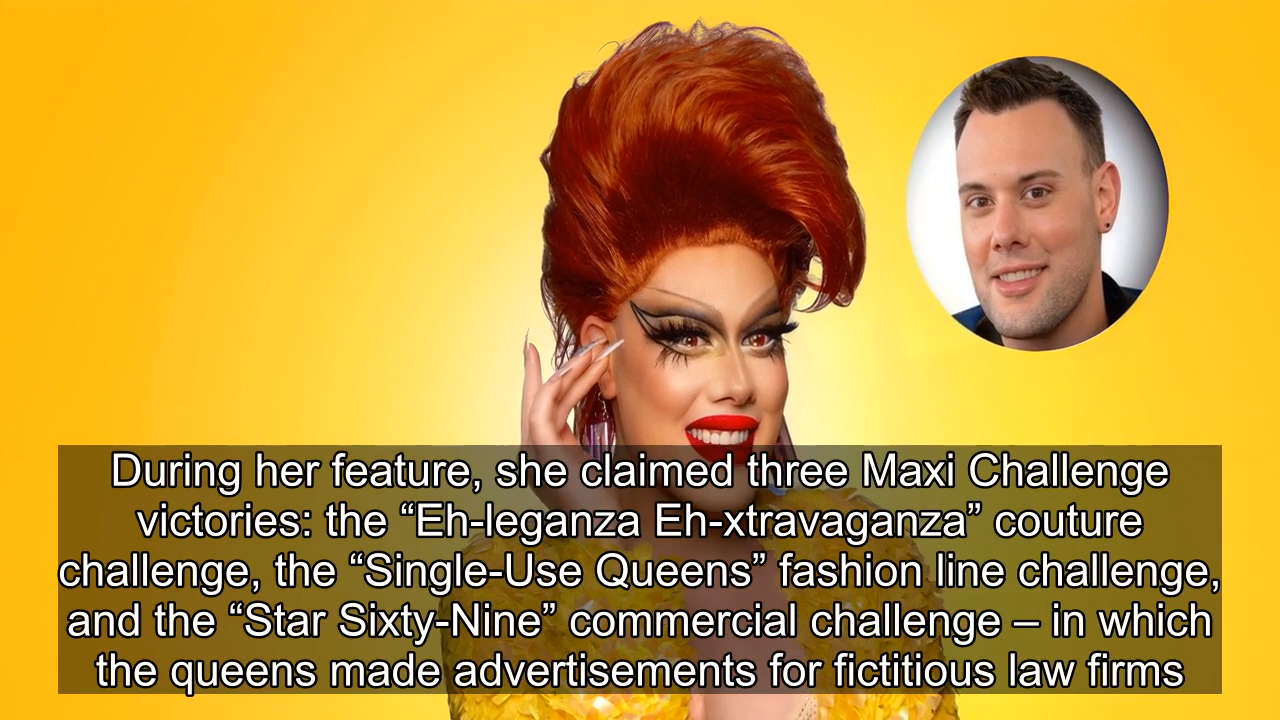 During her feature, she claimed three Maxi Challenge
victories: the “Eh-leganza Eh-xtravaganza” couture
challenge, the “Single-Use Queens” fashion line challenge,
and the “Star Sixty-Nine” commercial challenge – in which
the queens made advertisements for fictitious law firms